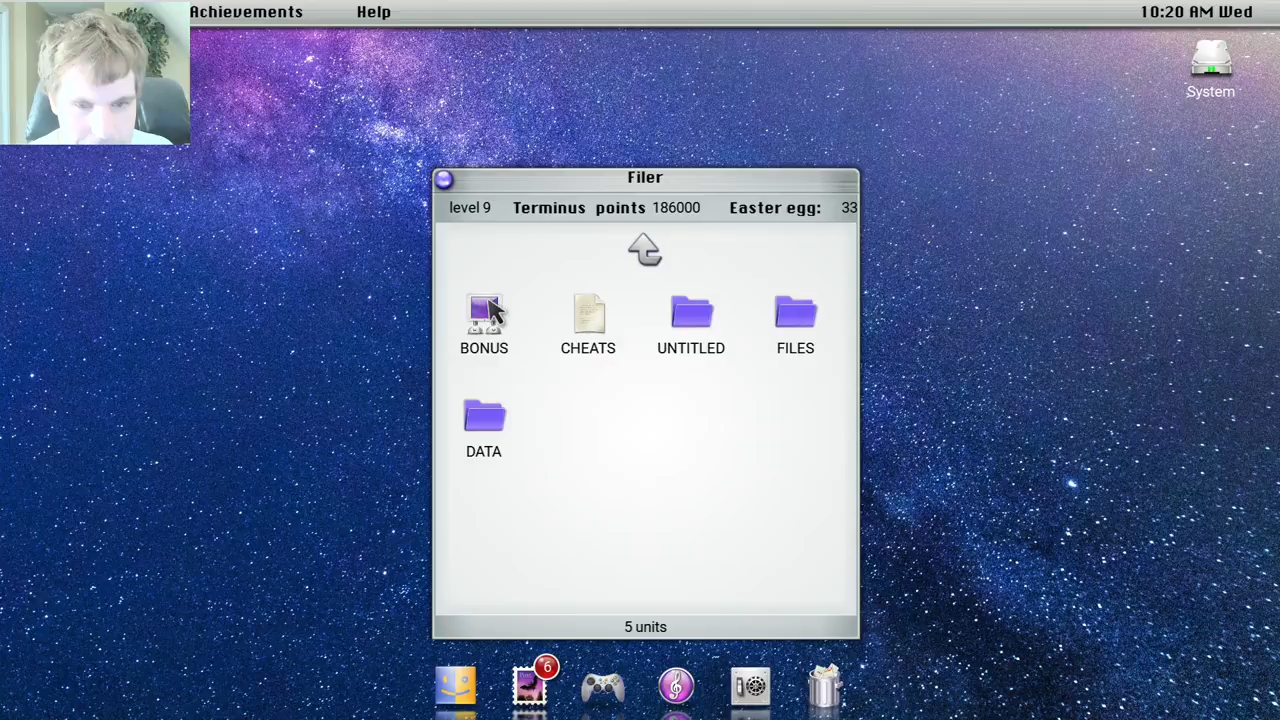 Achievements Help 10:20 AM Wed
System
Filer
level 9 Terminus points 186000 Easter egg: 33
BONUS CHEATS UNTITLED FILES
DATA
5 units
6